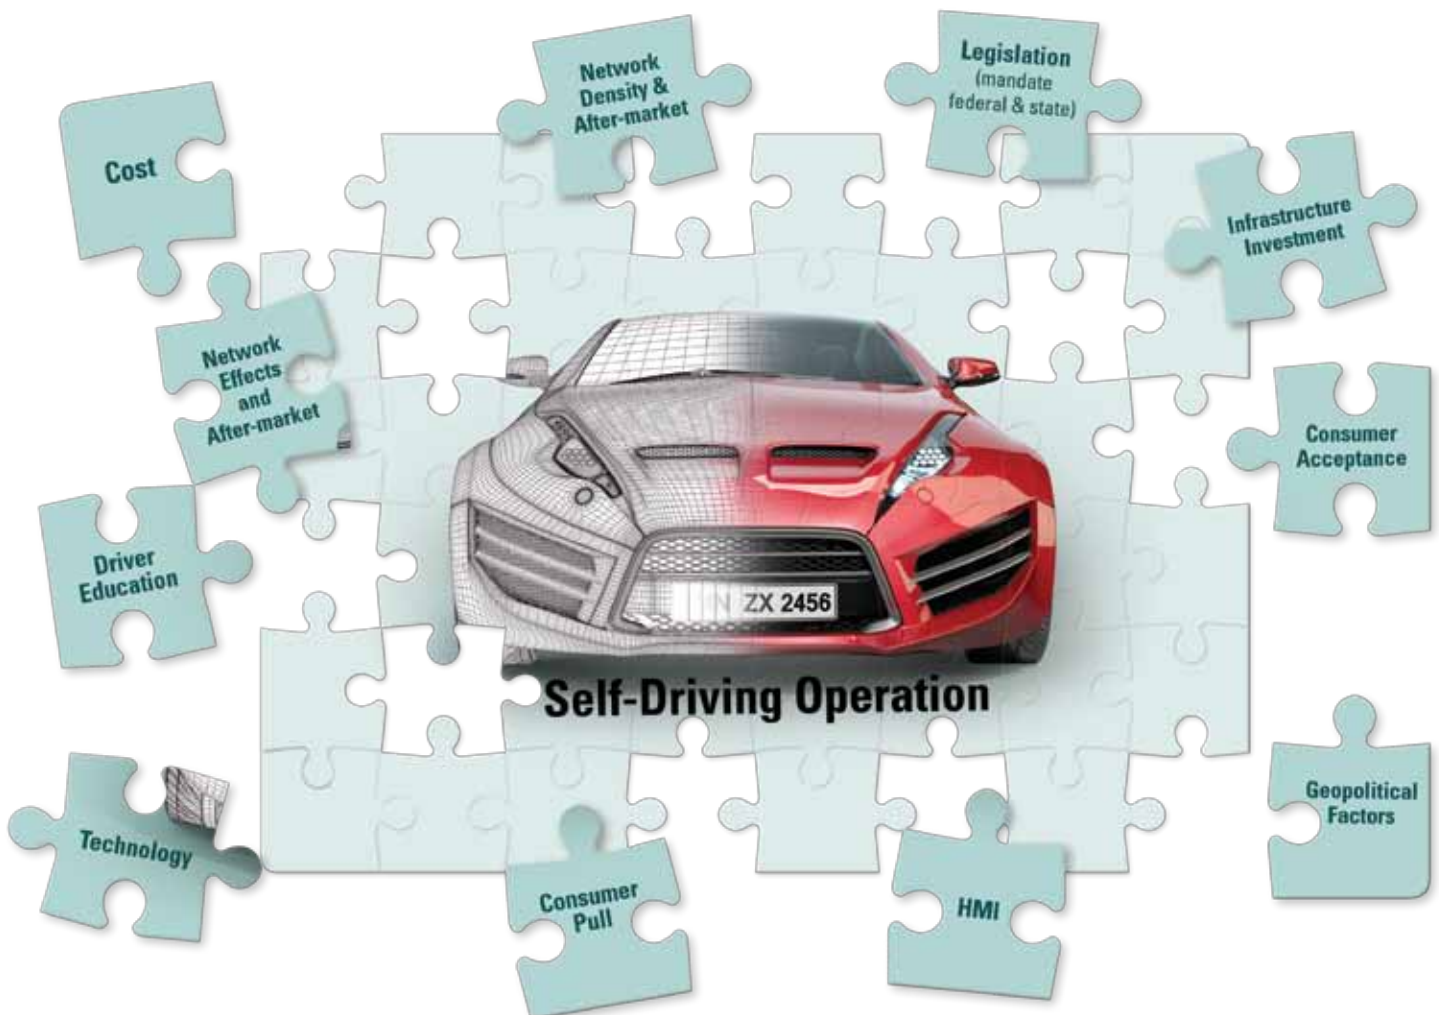 Network
Density &
After-market
Legislation
(mandate
federal & state)
Cost
Infrastructure
Investment
Network
Effects
and
After-market
Consumer
Acceptance
Driver
Education
N ZX 2456
Self-Driving Operation
Technology
Geopolitical
Factors
Consumer
Pull
HMI